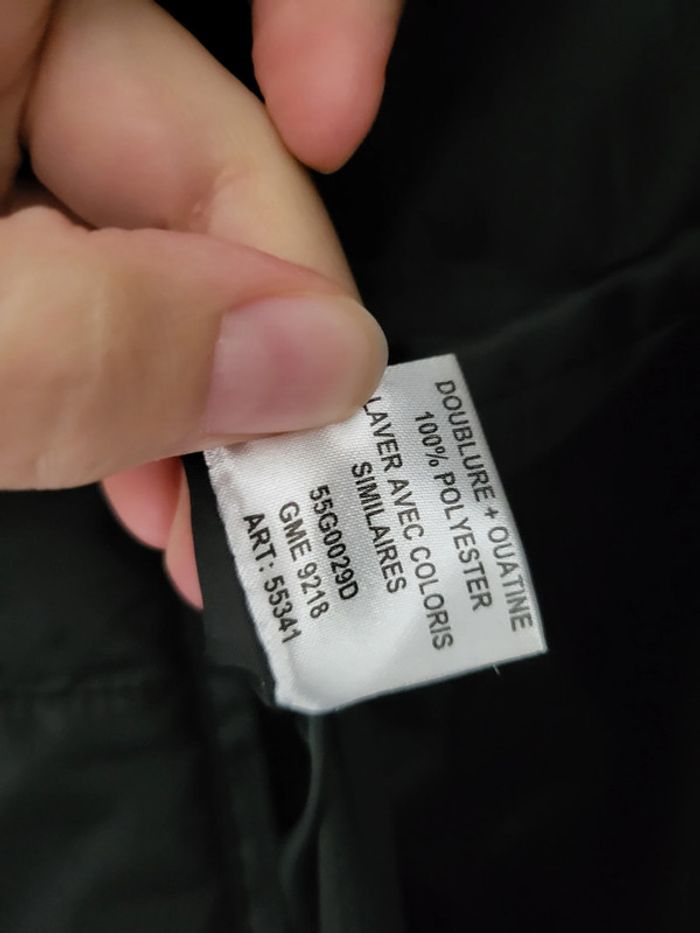 DOUBLURE + OUATINE
100% POLYESTER
LAVER AVEC COLORIS
SIMILAIRES
55G0029D
GME 9218
ART: 55341